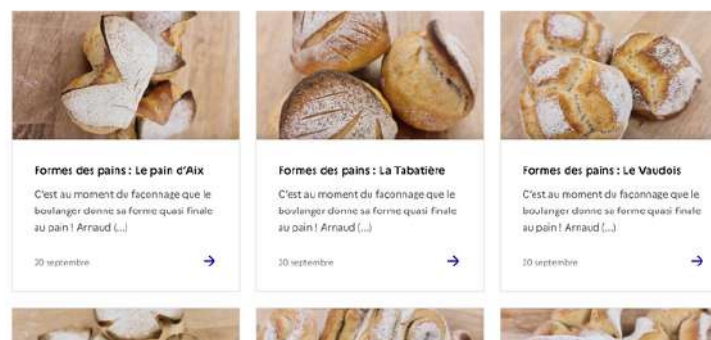 Formes des pains : Le pain d'Aix
C'est au moment du façonnage que le
boulanger donne sa forme quasi finale
au pain ! Arnaud (...)
20 septembre
Formes des pains : La Tabatière
C'est au moment du façonnage que le
boulanger donne sa forme quasi finale
au pain ! Arnaud (...)
20 septembre
Formes des pains : Le Vaudois
C'est au moment du façonnage que le
boulanger donne sa forme quasi finale
au pain ! Arnaud (...)
20 septembre